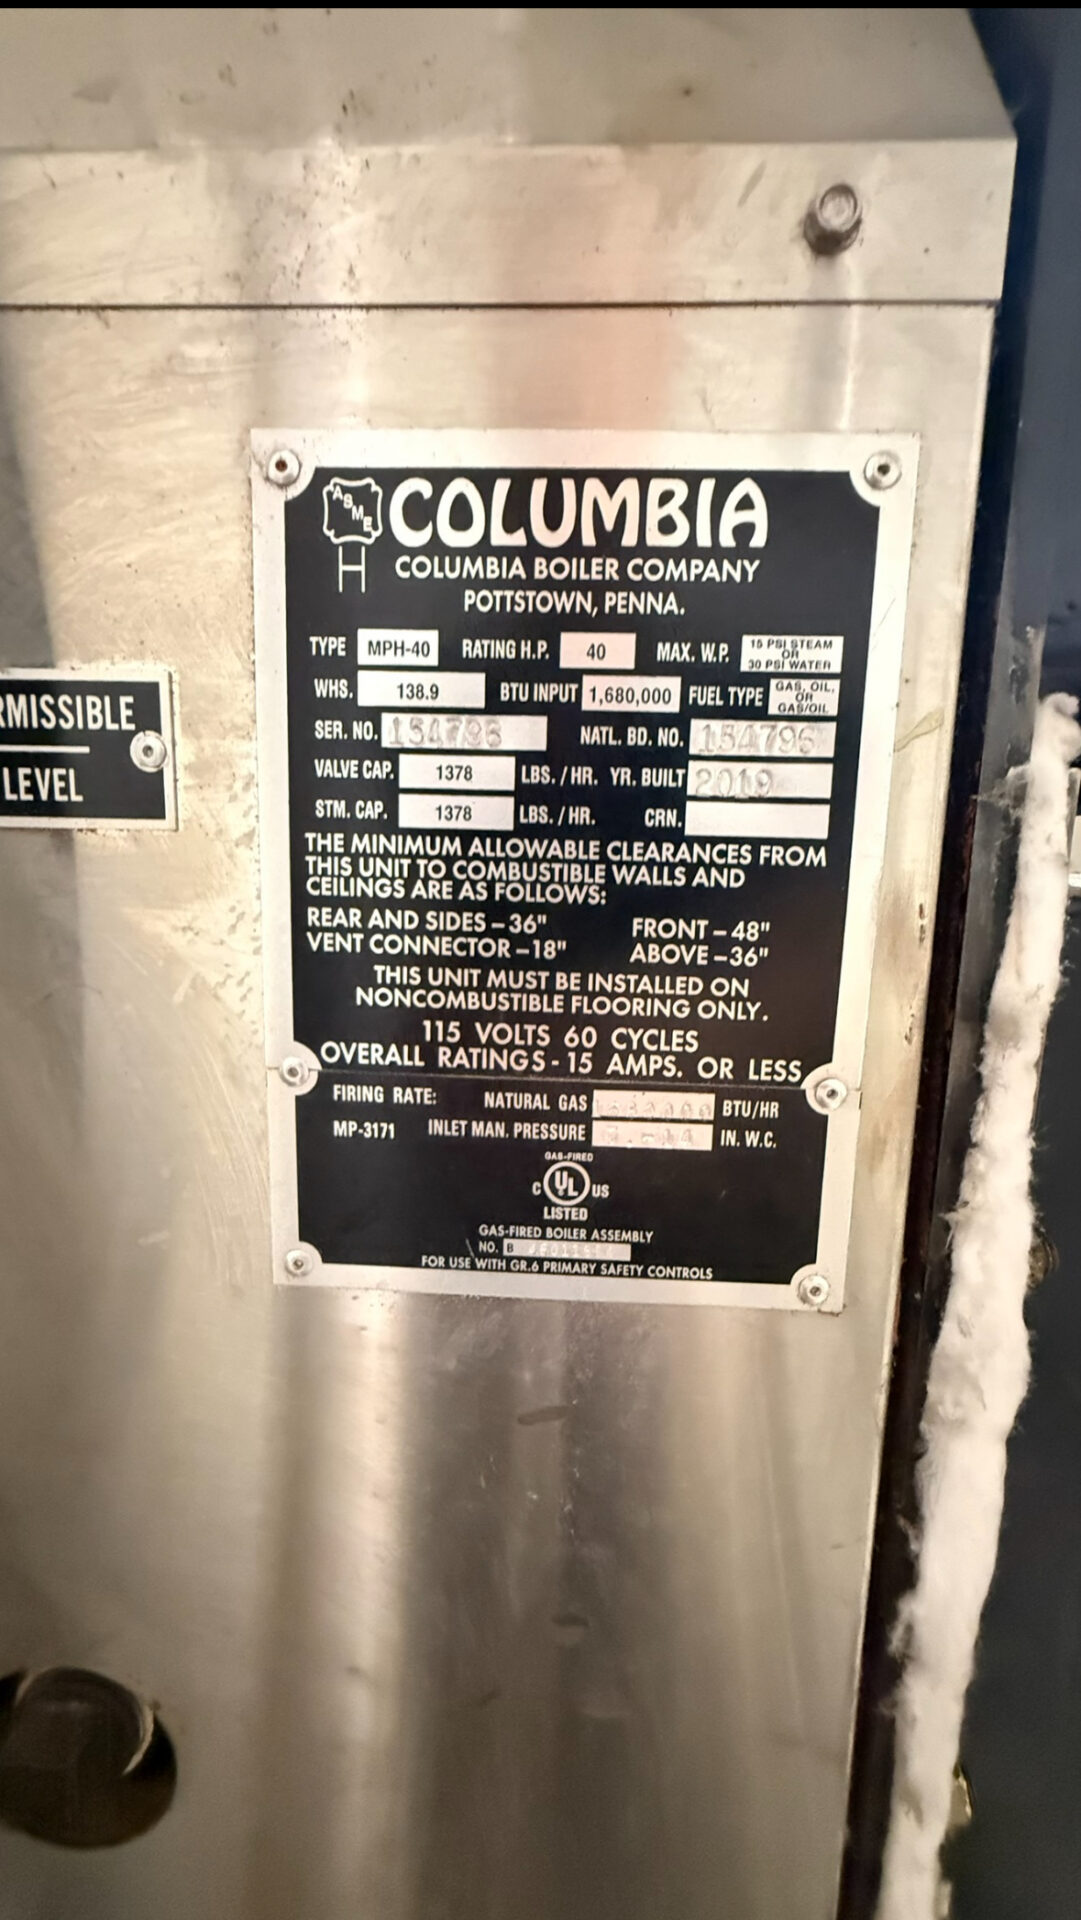 ASME
H
COLUMBIA
COLUMBIA BOILER COMPANY
POTTSTOWN, PENNA.
TYPE MPH-40 RATING H.P. 40 MAX. W.P. 15 PSI STEAM OR 30 PSI WATER
WHS. 138.9 BTU INPUT 1,680,000 FUEL TYPE GAS, OIL, OR GAS/OIL
SER. NO. 154796 NATL. BD. NO. 154796
VALVE CAP. 1378 LBS. / HR. YR. BUILT 2019
STM. CAP. 1378 LBS. / HR. CRN.
THE MINIMUM ALLOWABLE CLEARANCES FROM
THIS UNIT TO COMBUSTIBLE WALLS AND
CEILINGS ARE AS FOLLOWS:
REAR AND SIDES – 36" FRONT – 48"
VENT CONNECTOR – 18" ABOVE – 36"
THIS UNIT MUST BE INSTALLED ON
NONCOMBUSTIBLE FLOORING ONLY.
115 VOLTS 60 CYCLES
OVERALL RATINGS - 15 AMPS. OR LESS
FIRING RATE: NATURAL GAS BTU/HR
MP-3171 INLET MAN. PRESSURE IN. W.C.
GAS-FIRED
C UL US
LISTED
GAS-FIRED BOILER ASSEMBLY
NO. B
FOR USE WITH GR.6 PRIMARY SAFETY CONTROLS
RMISSIBLE
LEVEL